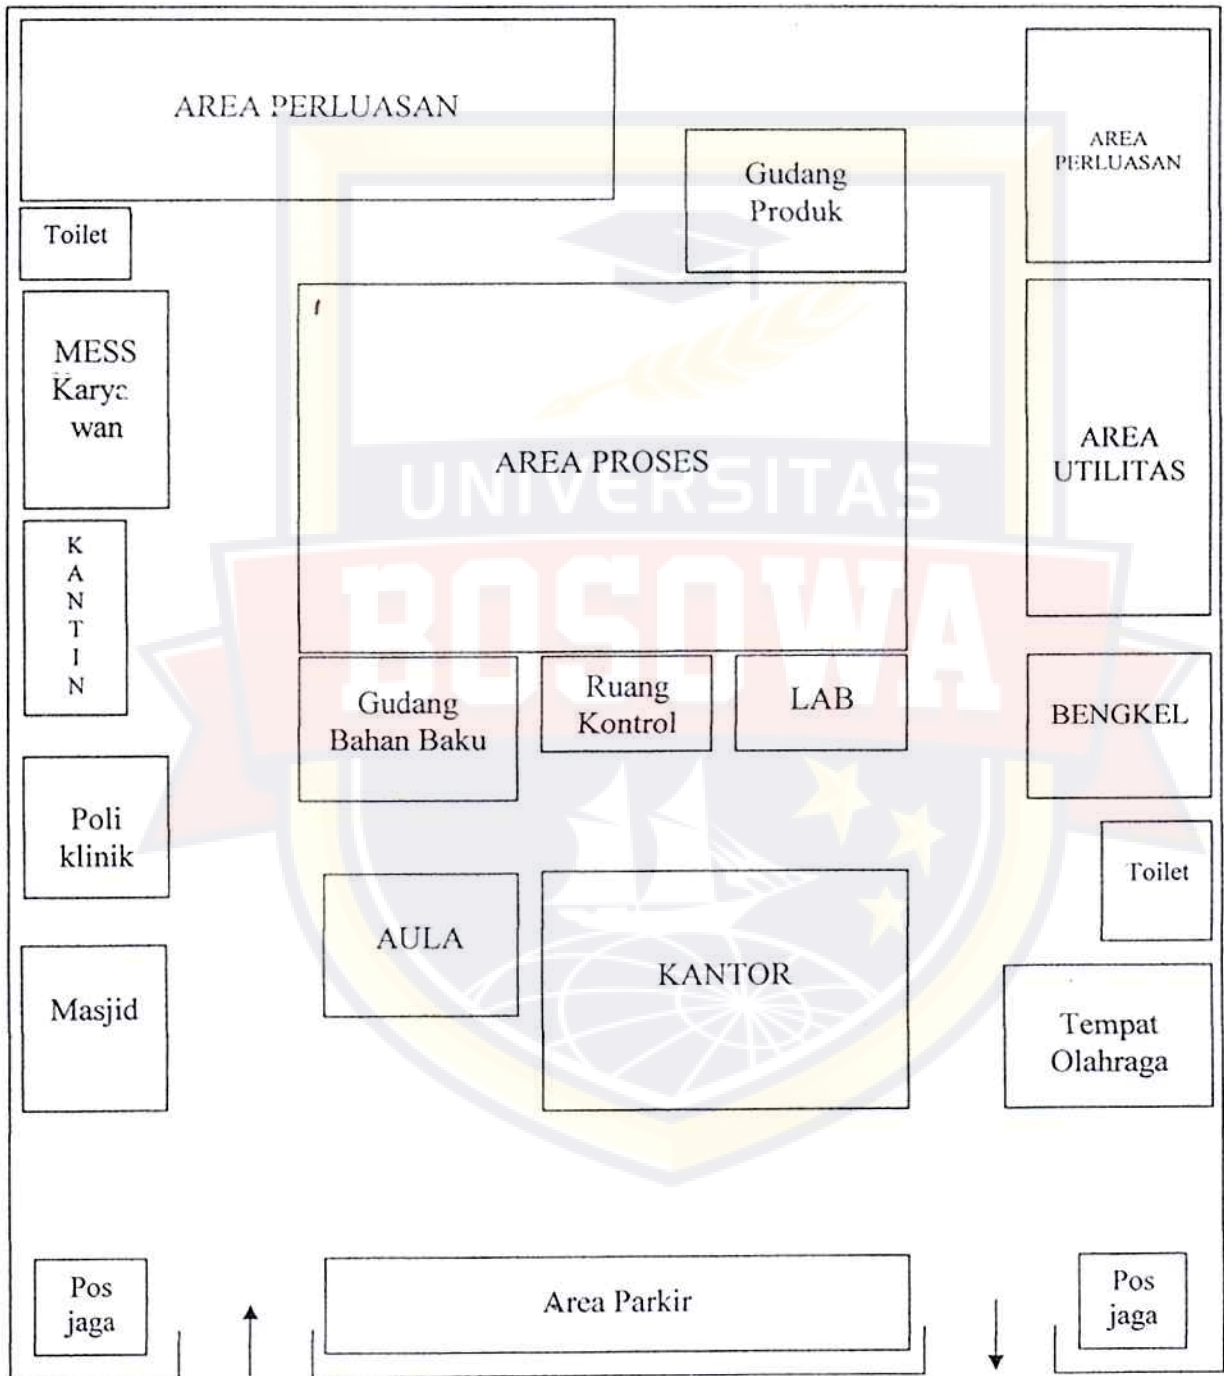 AREA PERLUASAN
AREA
PERLUASAN
Gudang
Produk
Toilet
MESS
Karya
wan
AREA PROSES
AREA
UTILITAS
UNIVERSITAS
BOSOWA
K
A
N
T
I
N
Gudang
Bahan Baku
Ruang
Kontrol
LAB
BENGKEL
Poli
klinik
Toilet
AULA
KANTOR
Masjid
Tempat
Olahraga
Pos
jaga
Area Parkir
Pos
jaga